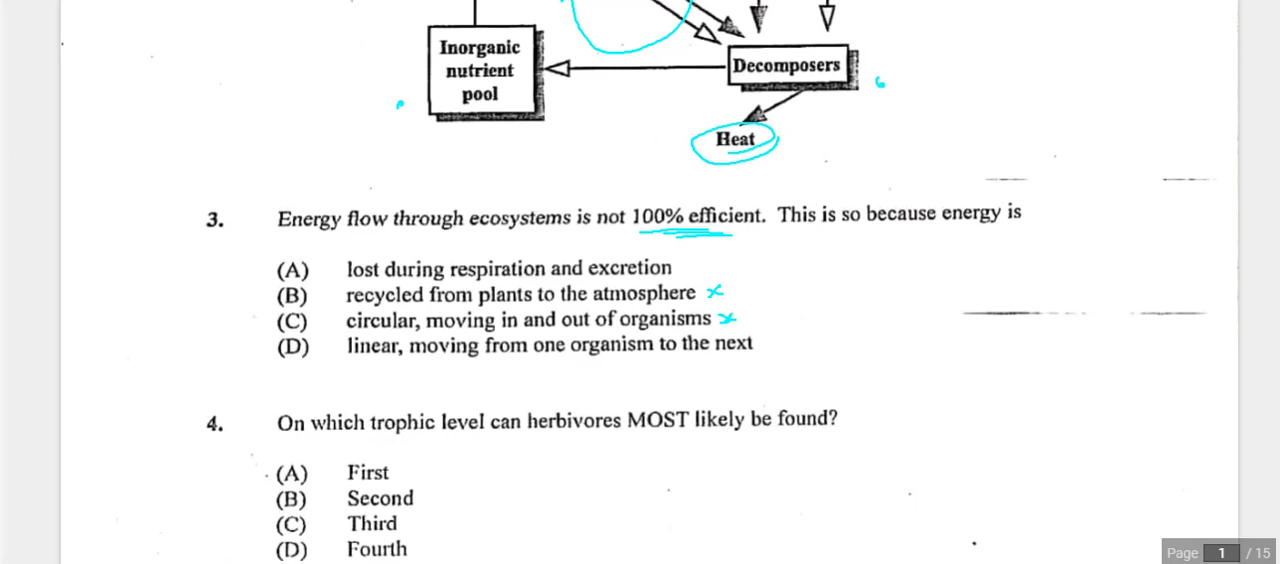 Inorganic
nutrient
pool
Decomposers
Heat
3. Energy flow through ecosystems is not 100% efficient. This is so because energy is
(A) lost during respiration and excretion
(B) recycled from plants to the atmosphere
(C) circular, moving in and out of organisms
(D) linear, moving from one organism to the next
4. On which trophic level can herbivores MOST likely be found?
(A) First
(B) Second
(C) Third
(D) Fourth
Page 1 / 15